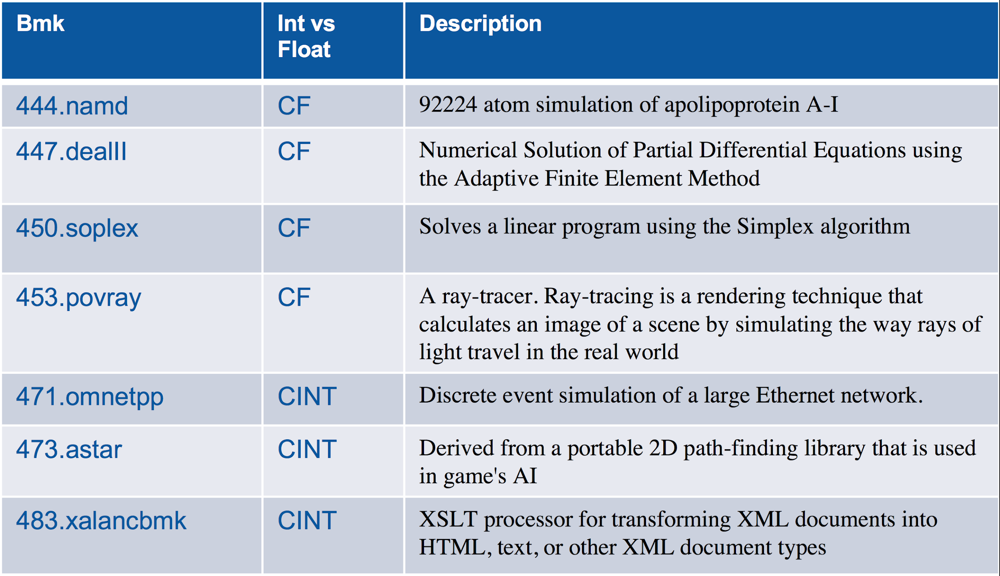 Bmk
Int vs
Float
Description
444.namd
CF
92224 atom simulation of apolipoprotein A-I
447.dealII
CF
Numerical Solution of Partial Differential Equations using
the Adaptive Finite Element Method
450.soplex
CF
Solves a linear program using the Simplex algorithm
453.povray
CF
A ray-tracer. Ray-tracing is a rendering technique that
calculates an image of a scene by simulating the way rays of
light travel in the real world
471.omnetpp
CINT
Discrete event simulation of a large Ethernet network.
473.astar
CINT
Derived from a portable 2D path-finding library that is used
in game's AI
483.xalancbmk
CINT
XSLT processor for transforming XML documents into
HTML, text, or other XML document types